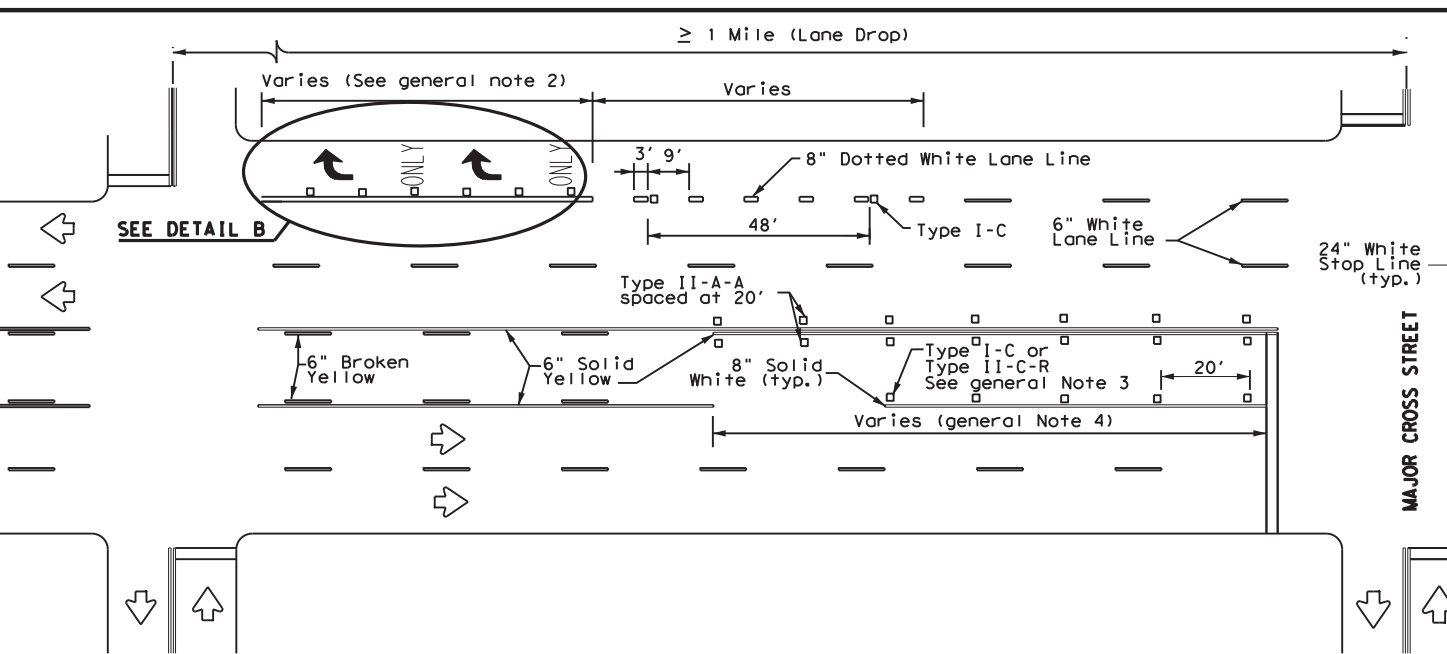 ≥ 1 Mile (Lane Drop)
Varies (See general note 2)
Varies
ONLY
ONLY
3' 9'
8" Dotted White Lane Line
SEE DETAIL B
48'
Type I-C
6" White
Lane Line
24" White
Stop Line
(typ.)
Type II-A-A
spaced at 20'
6" Broken
Yellow
6" Solid
Yellow
8" Solid
White (typ.)
Type I-C or
Type II-C-R
See general Note 3
20'
Varies (general Note 4)
MAJOR CROSS STREET